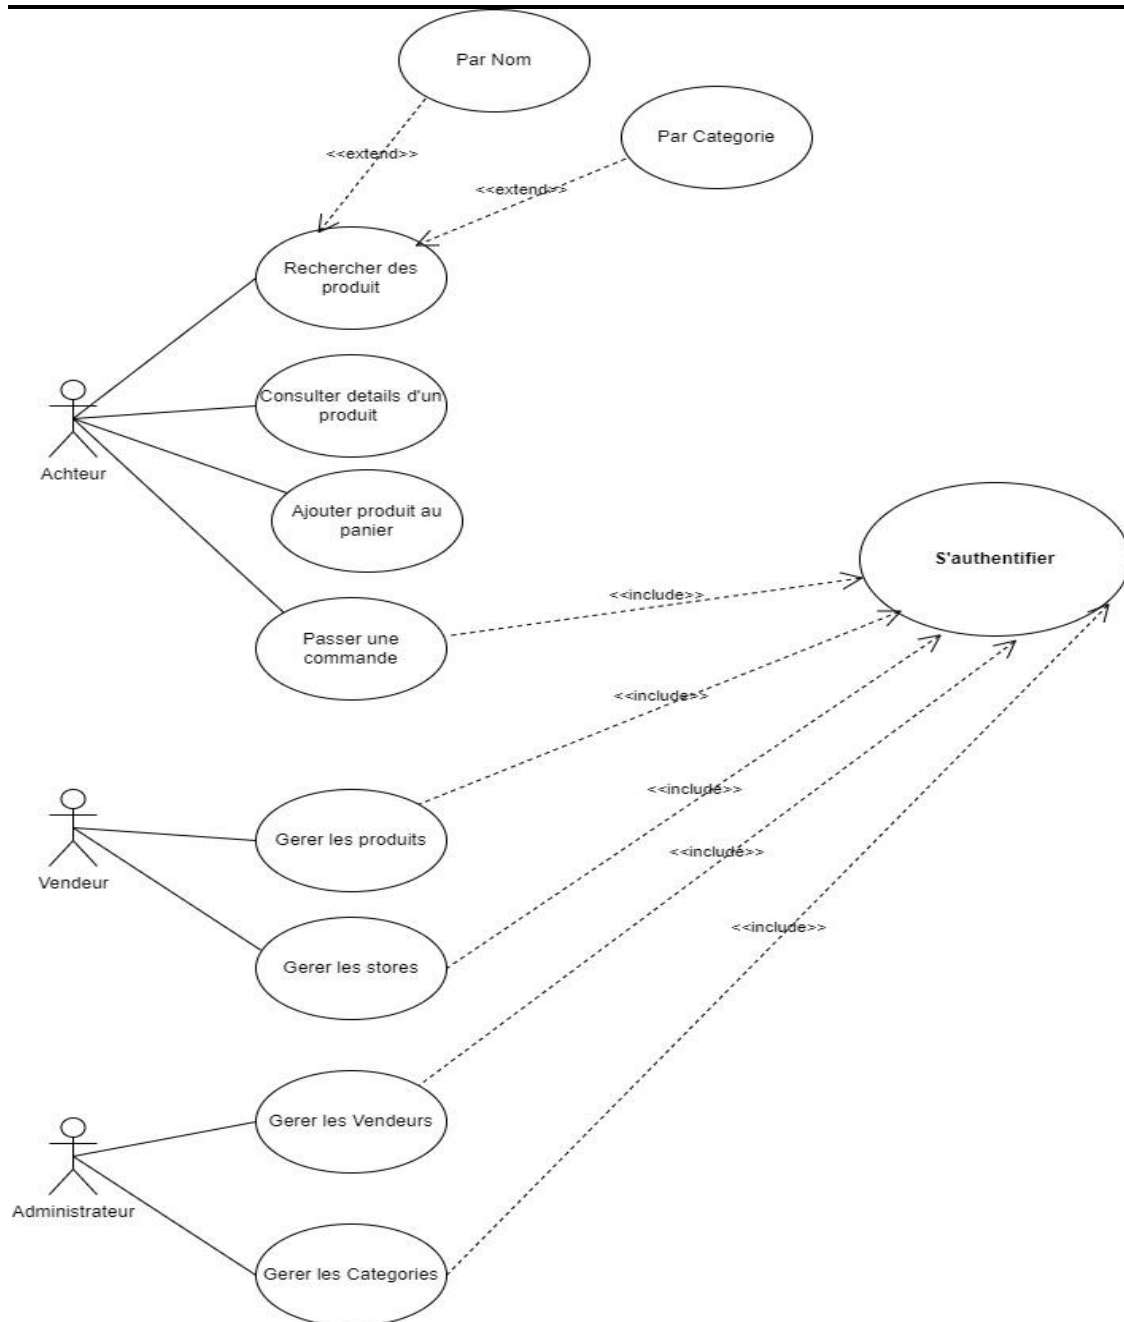 Par Nom
Par Categorie
<<extend>>
<<extend>>
Rechercher des
produit
Consulter details d'un
produit
Achteur
Ajouter produit au
panier
S'authentifier
<<include>>
Passer une
commande
<<include>>
<<include>>
Gerer les produits
<<include>>
Vendeur
<<include>>
Gerer les stores
Gerer les Vendeurs
Administrateur
Gerer les Categories